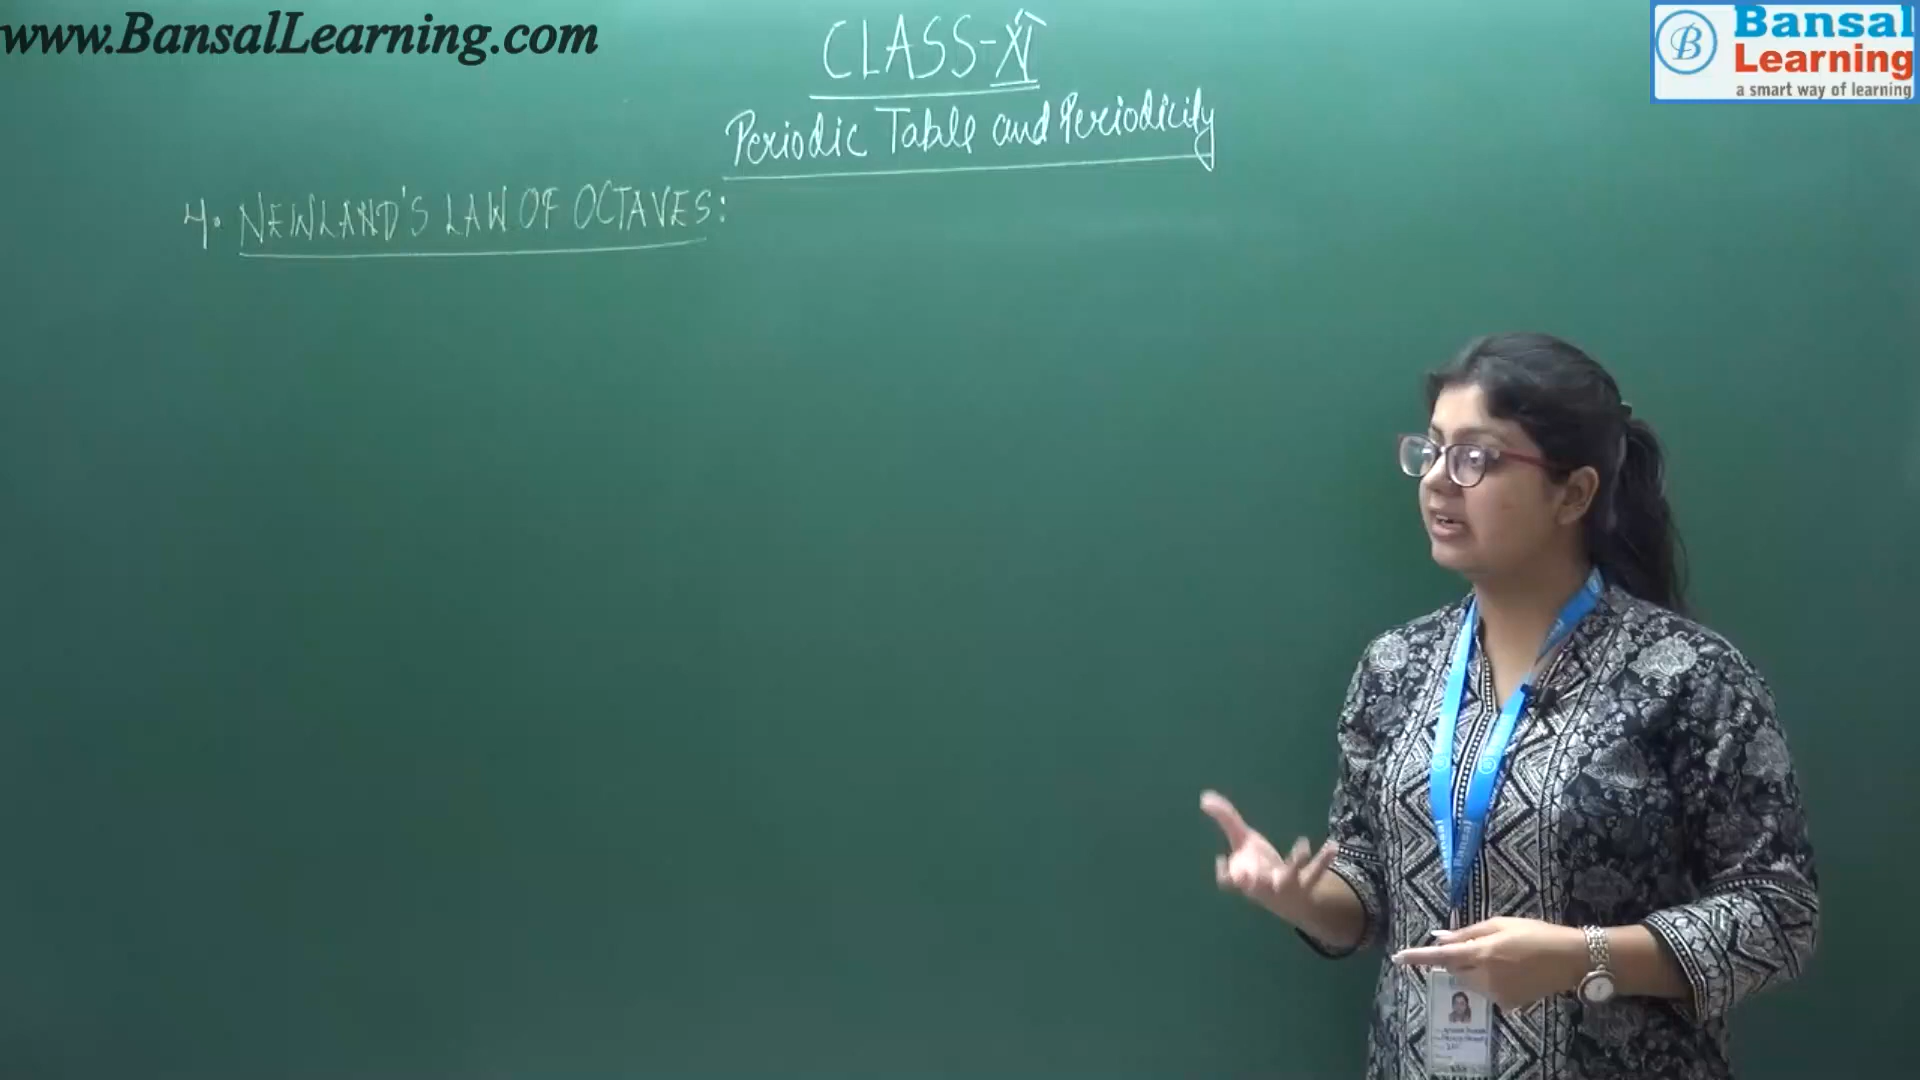 www.BansalLearning.com
CLASS-XI
Periodic Table and Periodicity
4. NEWLAND'S LAW OF OCTAVES:
B
Bansal
Learning
a smart way of learning
Bansal